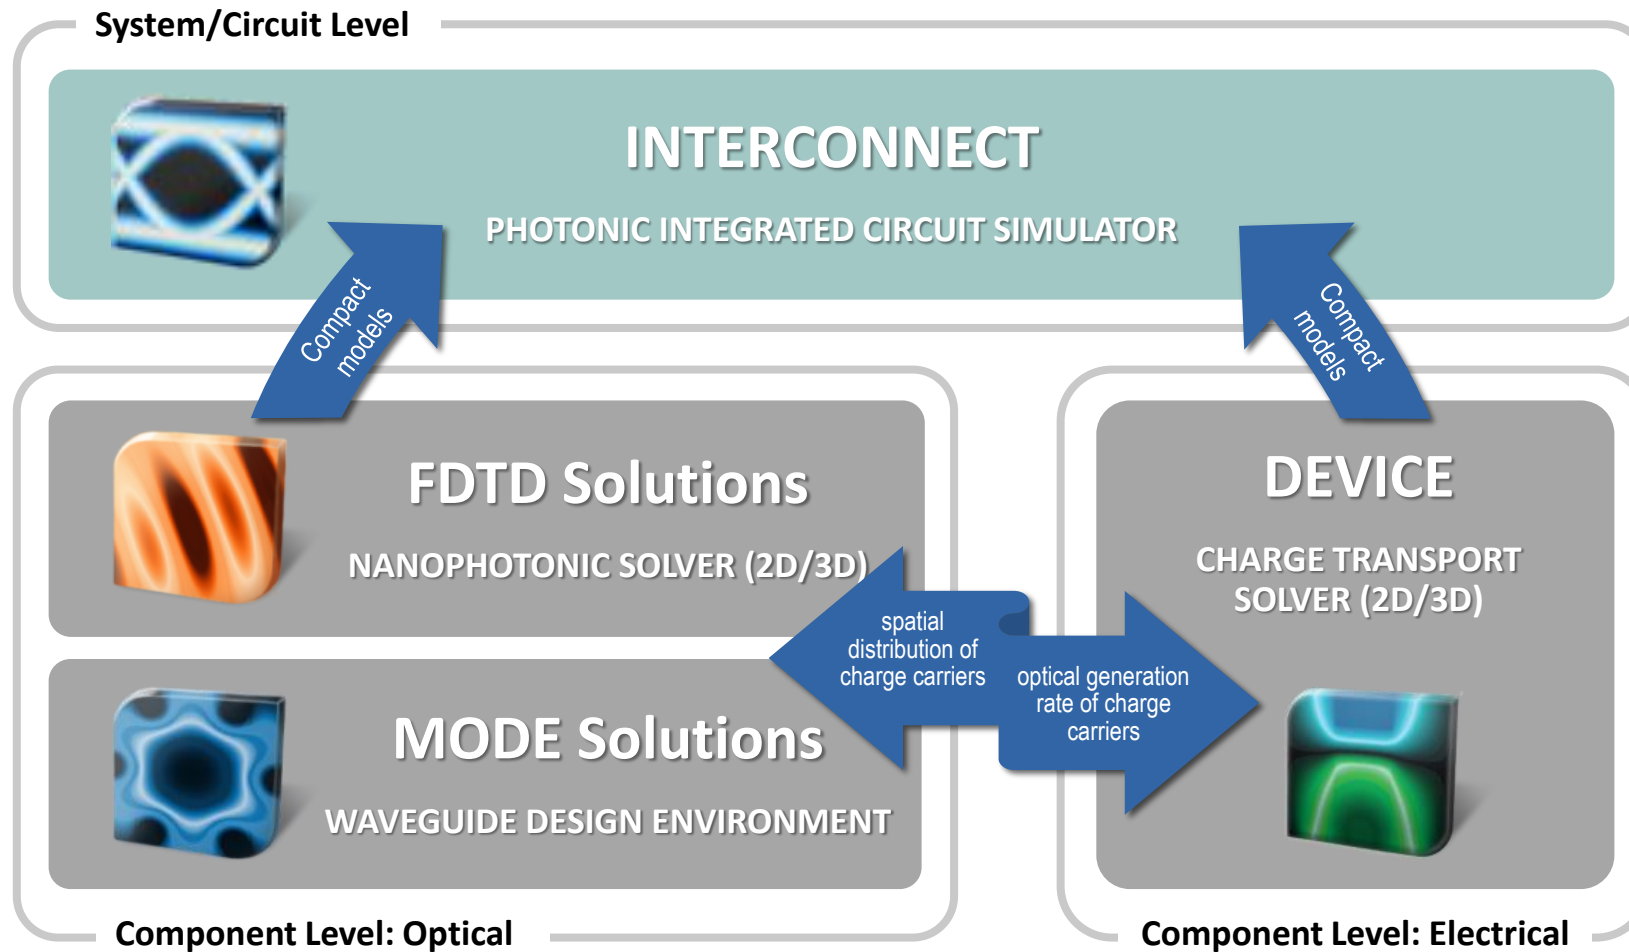 System/Circuit Level
INTERCONNECT
PHOTONIC INTEGRATED CIRCUIT SIMULATOR
Compact
models
Compact
models
FDTD Solutions
NANOPHOTONIC SOLVER (2D/3D)
MODE Solutions
WAVEGUIDE DESIGN ENVIRONMENT
spatial
distribution of
charge carriers
optical generation
rate of charge
carriers
DEVICE
CHARGE TRANSPORT
SOLVER (2D/3D)
Component Level: Optical
Component Level: Electrical